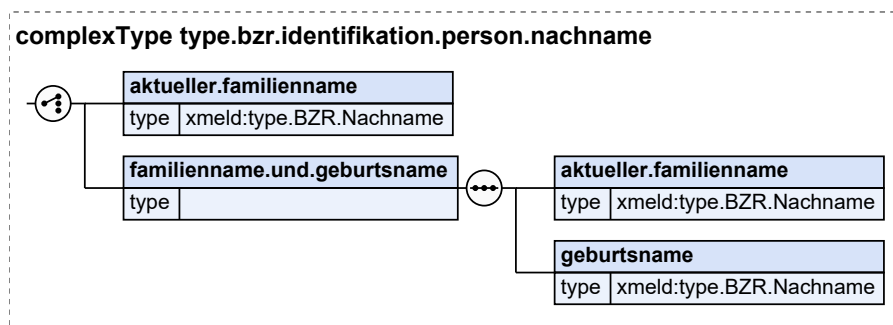 complexType type.bzr.identifikation.person.nachname
aktueller.familienname
type xmeld:type.BZR.Nachname
familienname.und.geburtsname
type
aktueller.familienname
type xmeld:type.BZR.Nachname
geburtsname
type xmeld:type.BZR.Nachname